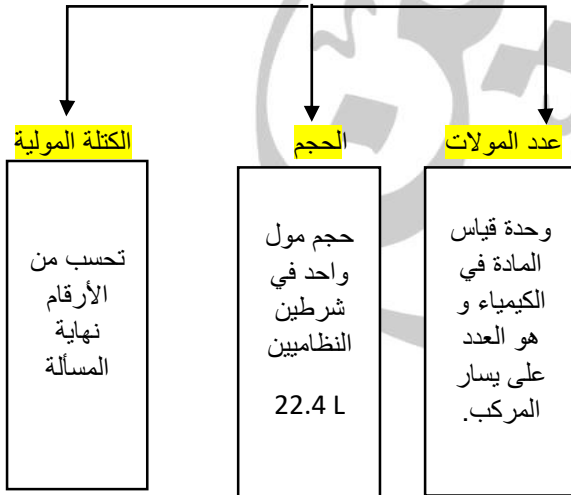 عدد المولات
وحدة قياس
المادة في
الكيمياء و
هو العدد
على يسار
المركب.
الحجم
حجم مول
واحد في
شرطين
النظاميين
22.4 L
الكتلة المولية
تحسب من
الأرقام
نهاية
المسألة